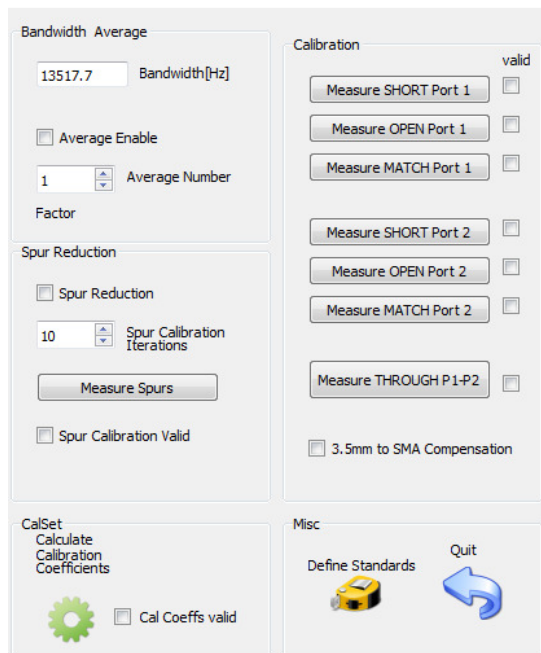 Bandwidth Average
13517.7 Bandwidth[Hz]
Average Enable
1 Average Number
Factor
Spur Reduction
Spur Reduction
10 Spur Calibration
Iterations
Measure Spurs
Spur Calibration Valid
CalSet
Calculate
Calibration
Coefficients
Cal Coeffs valid
Calibration
valid
Measure SHORT Port 1
Measure OPEN Port 1
Measure MATCH Port 1
Measure SHORT Port 2
Measure OPEN Port 2
Measure MATCH Port 2
Measure THROUGH P1-P2
3.5mm to SMA Compensation
Misc
Define Standards
Quit